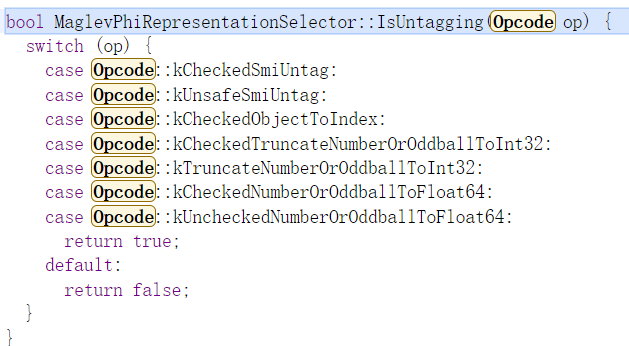 bool MaglevPhiRepresentationSelector::IsUntagging(Opcode op) {
switch (op) {
case Opcode::kCheckedSmiUntag:
case Opcode::kUnsafeSmiUntag:
case Opcode::kCheckedObjectToIndex:
case Opcode::kCheckedTruncateNumberOrOddballToInt32:
case Opcode::kTruncateNumberOrOddballToInt32:
case Opcode::kCheckedNumberOrOddballToFloat64:
case Opcode::kUncheckedNumberOrOddballToFloat64:
return true;
default:
return false;
}
}